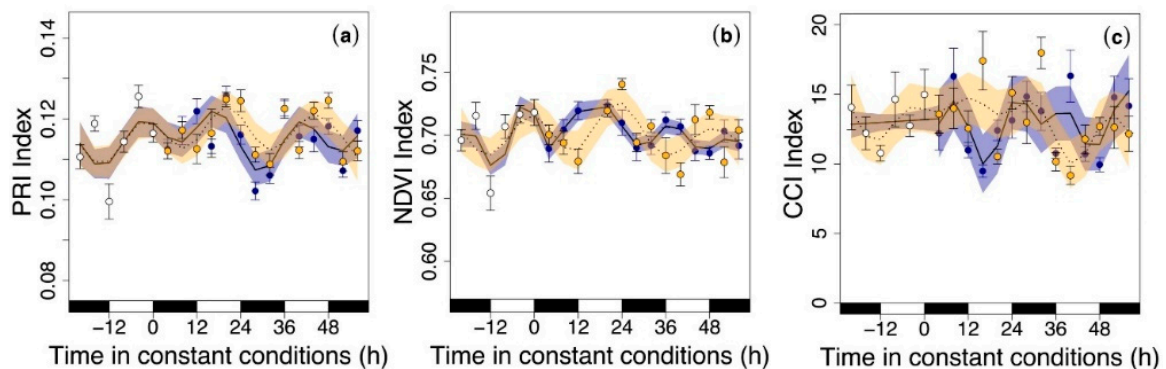 (a)
0.14
0.12
0.10
0.08
PRI Index
−12 0 12 24 36 48
Time in constant conditions (h)
(b)
0.75
0.70
0.65
0.60
NDVI Index
−12 0 12 24 36 48
Time in constant conditions (h)
(c)
20
15
10
5
0
CCI Index
−12 0 12 24 36 48
Time in constant conditions (h)